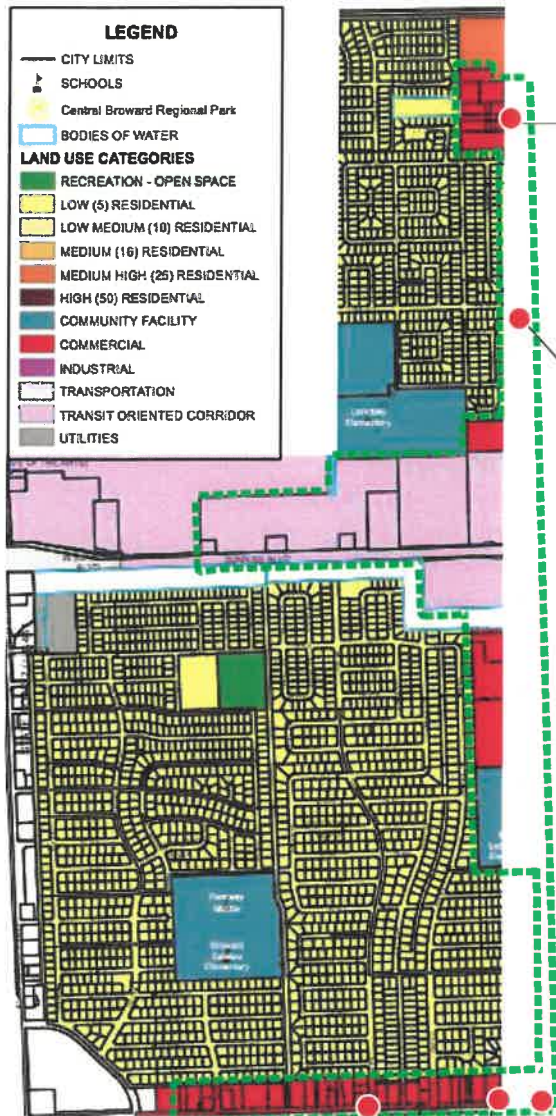 LEGEND
CITY LIMITS
SCHOOLS
Central Broward Regional Park
BODIES OF WATER
LAND USE CATEGORIES
RECREATION - OPEN SPACE
LOW (5) RESIDENTIAL
LOW MEDIUM (10) RESIDENTIAL
MEDIUM (16) RESIDENTIAL
MEDIUM HIGH (25) RESIDENTIAL
HIGH (50) RESIDENTIAL
COMMUNITY FACILITY
COMMERCIAL
INDUSTRIAL
TRANSPORTATION
TRANSIT ORIENTED CORRIDOR
UTILITIES
Elementary
BLVD
Elementary